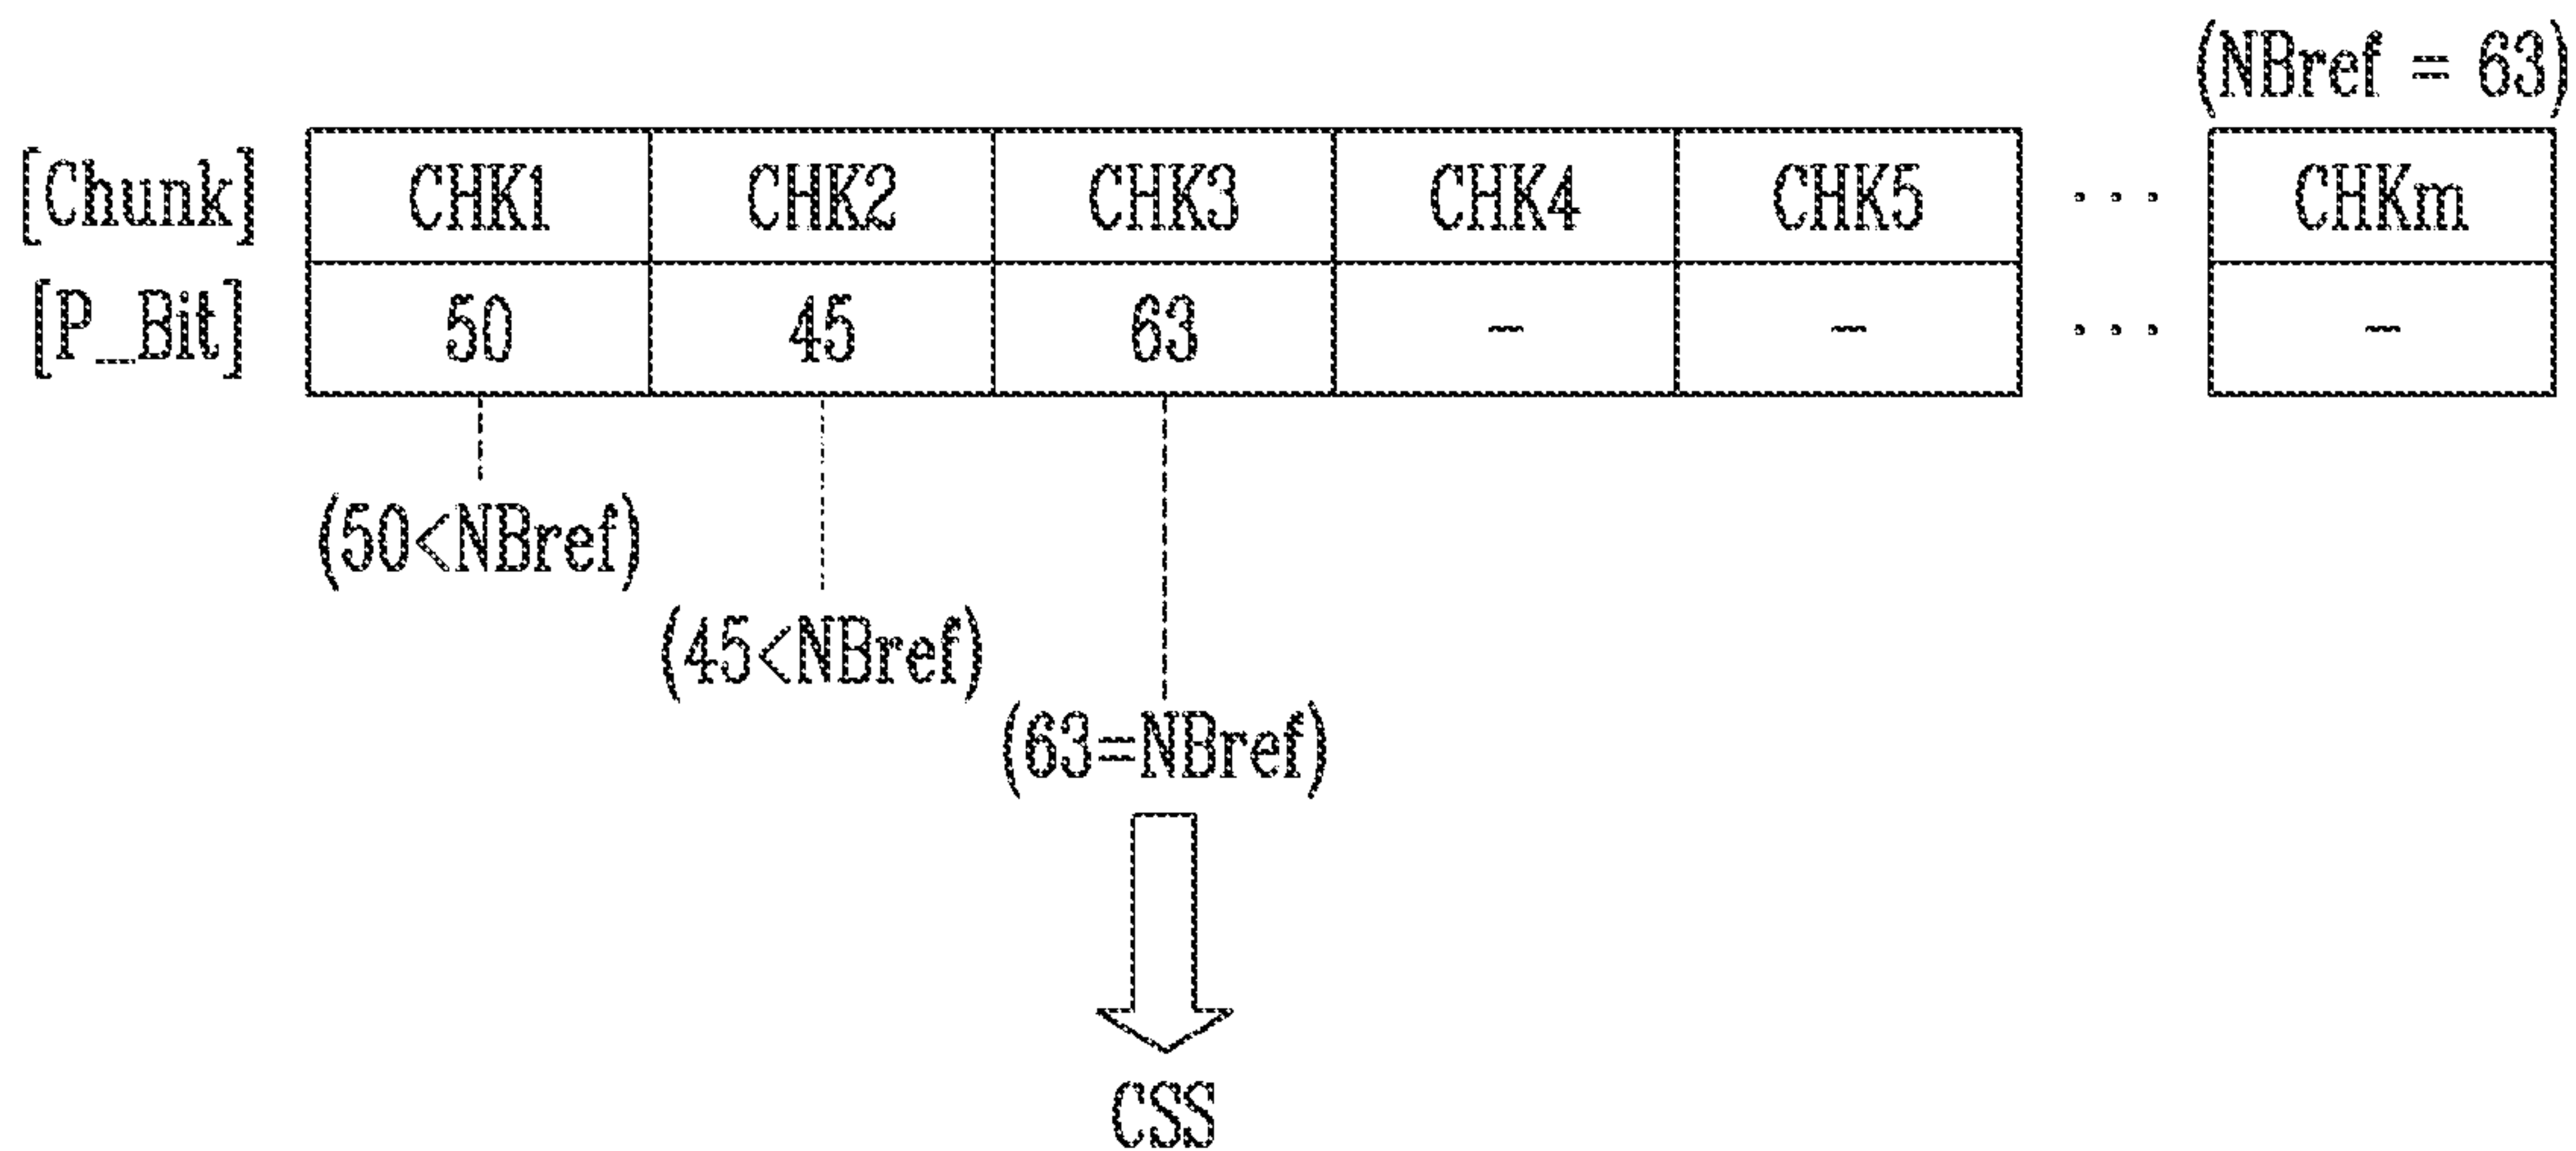 (NBref = 63)
[Chunk] CHK1 CHK2 CHK3 CHK4 CHK5 ··· CHKm
[P_Bit] 50 45 63 – – ··· –
(50<NBref)
(45<NBref)
(63=NBref)
CSS